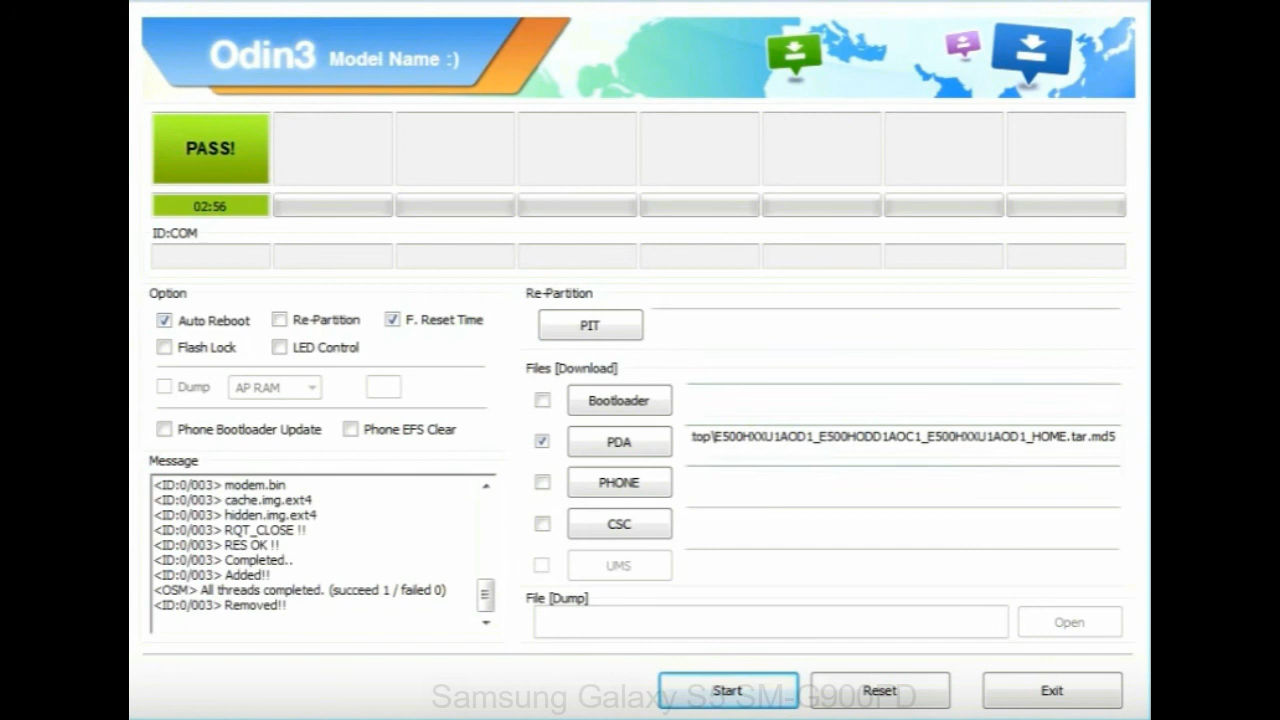 Odin3 Model Name :)
PASS!
02:56
ID:COM
Option
Auto Reboot Re-Partition F. Reset Time
Flash Lock LED Control
Dump AP RAM
Phone Bootloader Update Phone EFS Clear
Message
<ID:0/003> modem.bin
<ID:0/003> cache.img.ext4
<ID:0/003> hidden.img.ext4
<ID:0/003> RQT_CLOSE !!
<ID:0/003> RES OK !!
<ID:0/003> Completed..
<ID:0/003> Added!!
<OSM> All threads completed. (succeed 1 / failed 0)
<ID:0/003> Removed!!
Re-Partition
PIT
Files [Download]
Bootloader
PDA top\E500HXXU1AOD1_E500HODD1AOC1_E500HXXU1AOD1_HOME.tar.md5
PHONE
CSC
UMS
File [Dump]
Open
Start Reset Exit
Samsung Galaxy S5 SM-G900FD